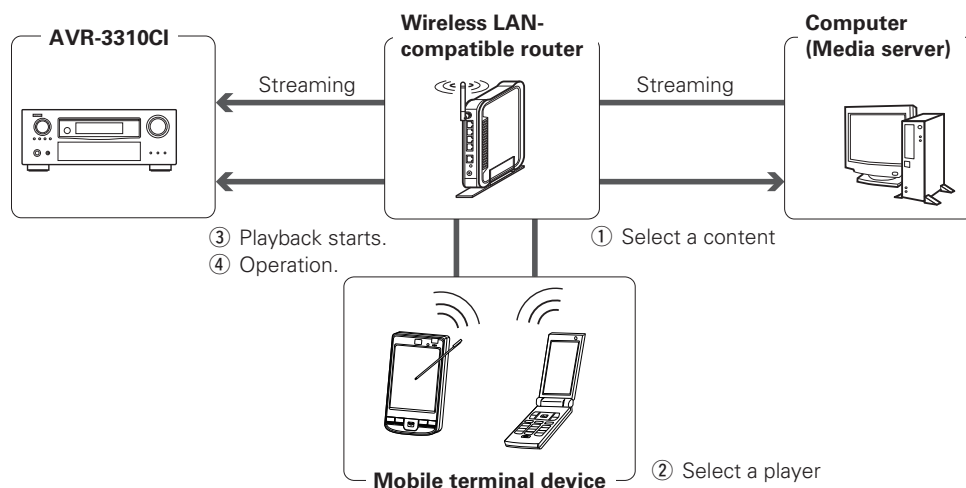 AVR-3310CI
Wireless LAN-
compatible router
Computer
(Media server)
Streaming
Streaming
③ Playback starts.
④ Operation.
① Select a content
② Select a player
Mobile terminal device